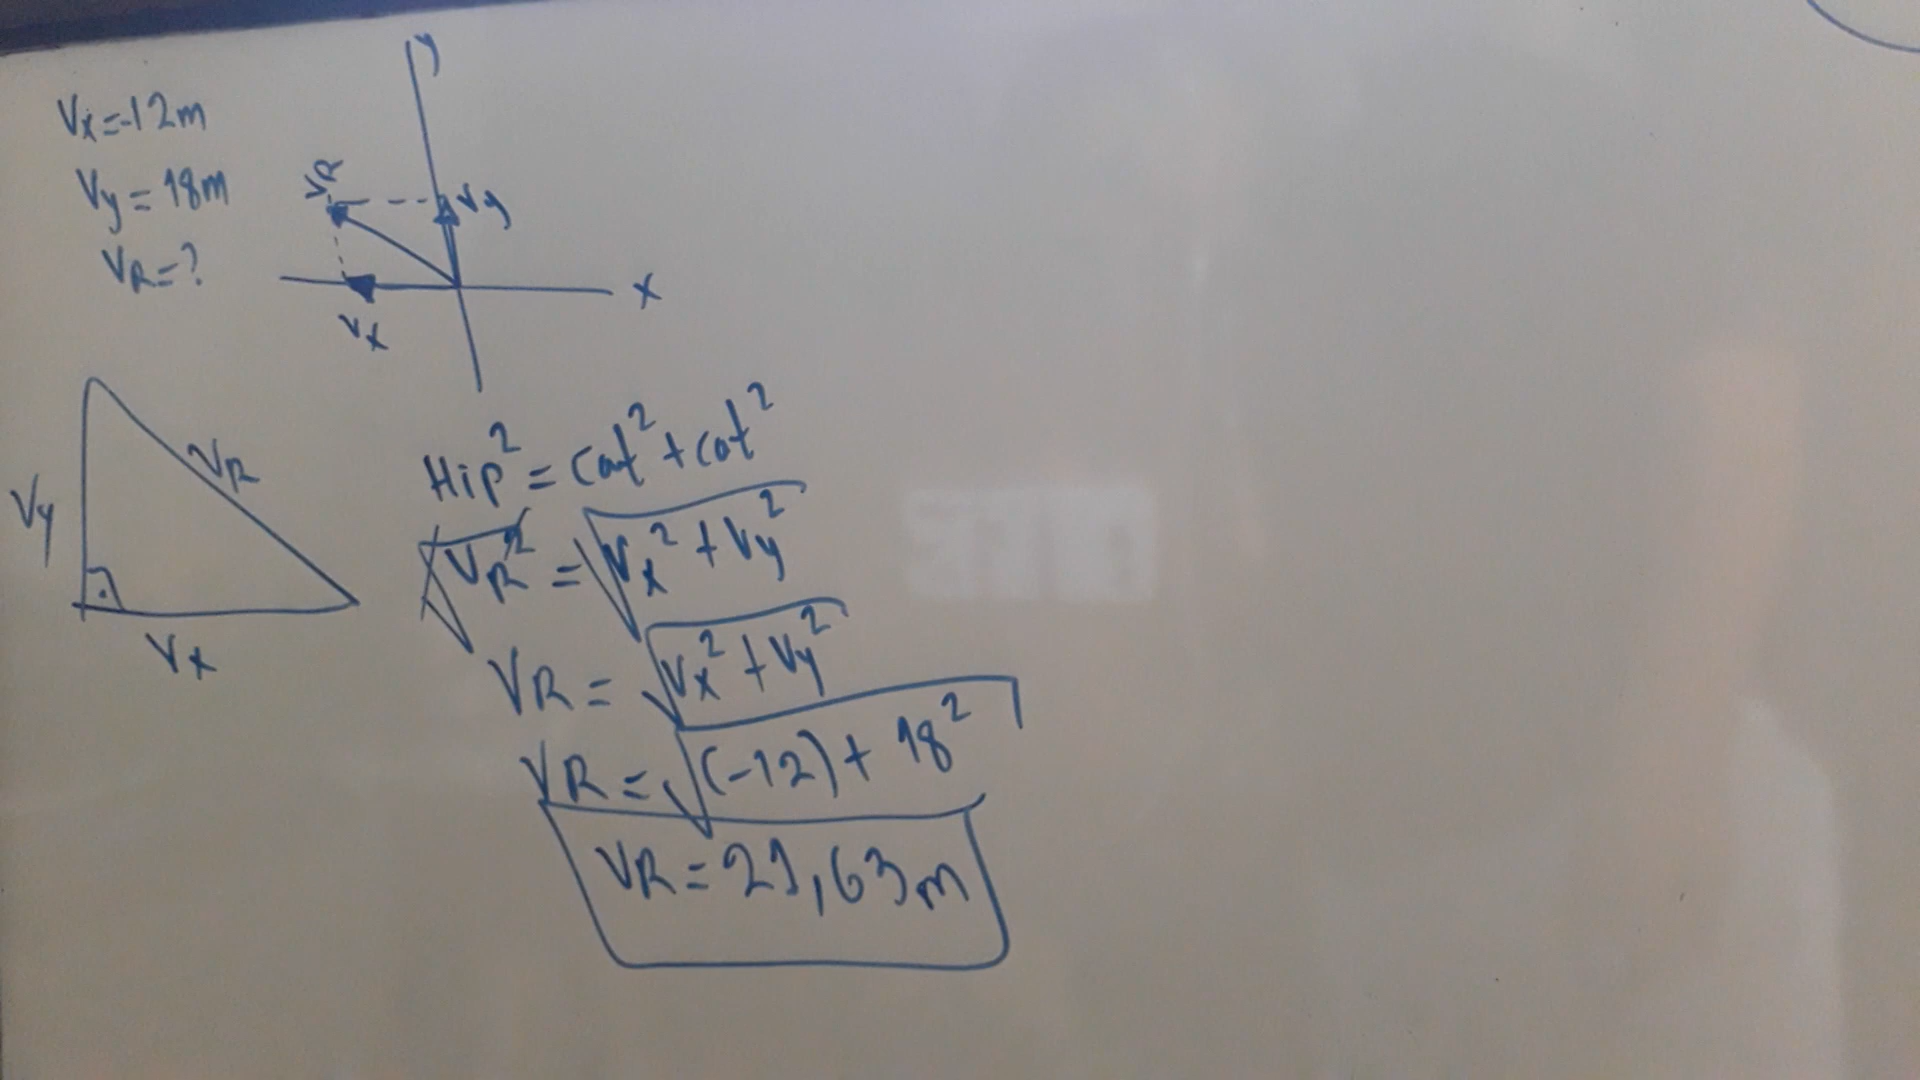 Vx=-12m
Vy=18m
VR=?
y
VR
Vy
x
Vx
Vy
VR
Vx
Hip²=Cat²+Cat²
√VR²=√Vx²+Vy²
VR=√Vx²+Vy²
VR=√(-12)+18²
VR=21,63m